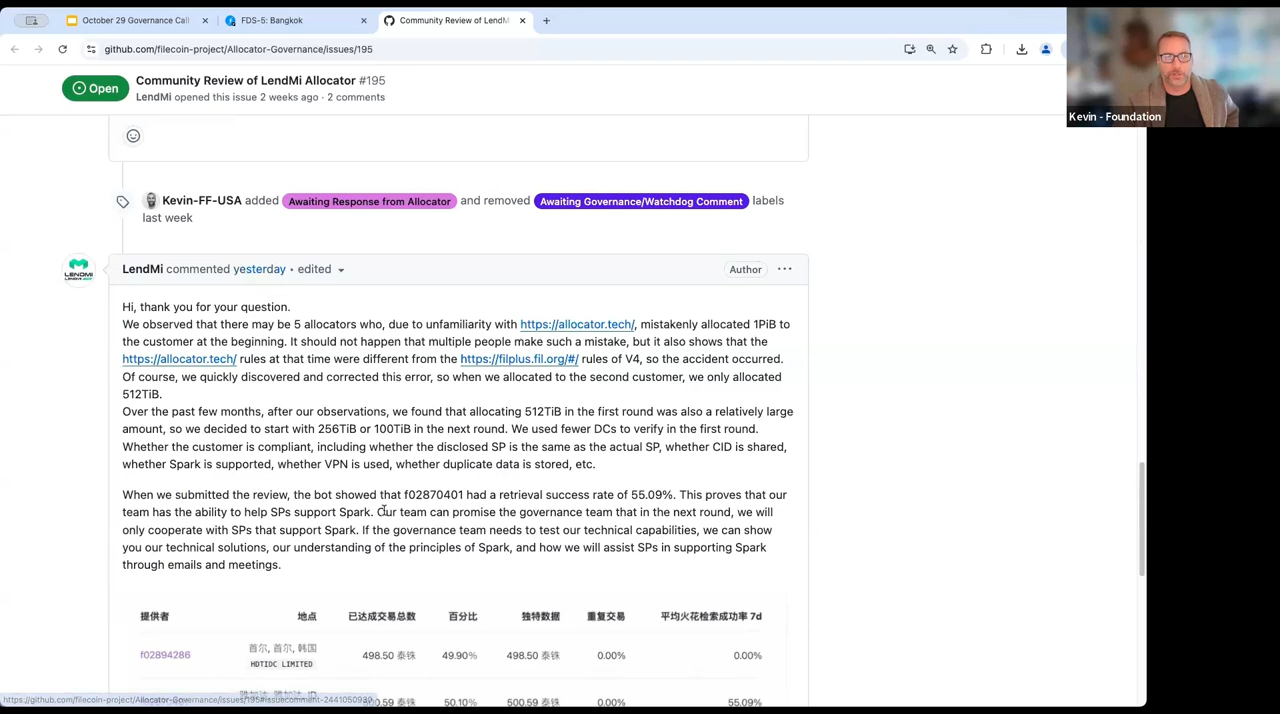 October 29 Governance Call
FDS-5: Bangkok
Community Review of LendMi
github.com/filecoin-project/Allocator-Governance/issues/195
Open
Community Review of LendMi Allocator #195
LendMi opened this issue 2 weeks ago · 2 comments
Kevin - Foundation
Kevin-FF-USA added Awaiting Response from Allocator and removed Awaiting Governance/Watchdog Comment labels
last week
LENDMI
LendMi commented yesterday · edited
Author
Hi, thank you for your question.
We observed that there may be 5 allocators who, due to unfamiliarity with https://allocator.tech/, mistakenly allocated 1PiB to
the customer at the beginning. It should not happen that multiple people make such a mistake, but it also shows that the
https://allocator.tech/ rules at that time were different from the https://filplus.fil.org/#/ rules of V4, so the accident occurred.
Of course, we quickly discovered and corrected this error, so when we allocated to the second customer, we only allocated
512TiB.
Over the past few months, after our observations, we found that allocating 512TiB in the first round was also a relatively large
amount, so we decided to start with 256TiB or 100TiB in the next round. We used fewer DCs to verify in the first round.
Whether the customer is compliant, including whether the disclosed SP is the same as the actual SP, whether CID is shared,
whether Spark is supported, whether VPN is used, whether duplicate data is stored, etc.
When we submitted the review, the bot showed that f02870401 had a retrieval success rate of 55.09%. This proves that our
team has the ability to help SPs support Spark. Our team can promise the governance team that in the next round, we will
only cooperate with SPs that support Spark. If the governance team needs to test our technical capabilities, we can show
you our technical solutions, our understanding of the principles of Spark, and how we will assist SPs in supporting Spark
through emails and meetings.
提供者 地点 已达成交易总数 百分比 独特数据 重复交易 平均火花检索成功率 7d
f02894286 首尔, 首尔, 韩国 498.50 泰铁 49.90% 498.50 泰铁 0.00% 0.00%
HDTIDC LIMITED
50.10% 500.59 泰铁 0.00% 55.09%
https://github.com/filecoin-project/Allocator-Governance/issues/195#issuecomment-2441050939